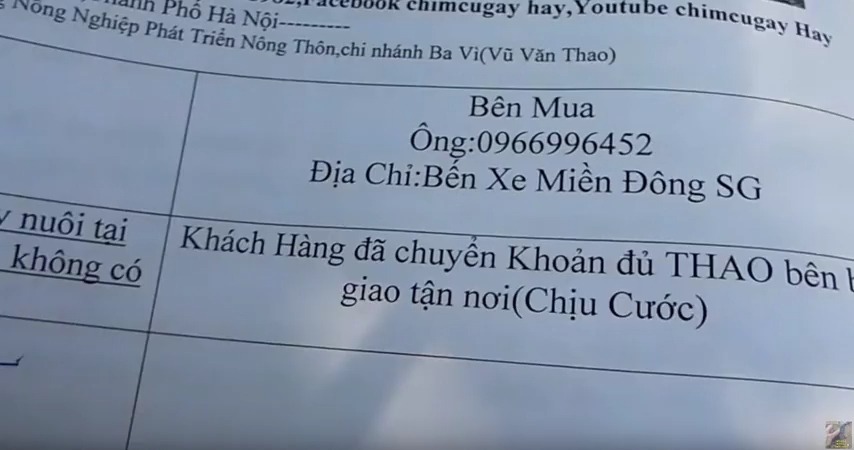 Facebook chimcugay hay,Youtube chimcugay Hay
Phố Hà Nội---------
Nông Nghiệp Phát Triển Nông Thôn,chi nhánh Ba Vì(Vũ Văn Thao)
Bên Mua
Ông:0966996452
Địa Chỉ:Bến Xe Miền Đông SG
nuôi tại
không có
Khách Hàng đã chuyển Khoản đủ THAO bên
giao tận nơi(Chịu Cước)